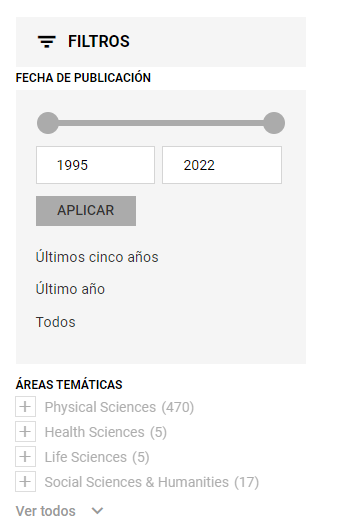 FILTROS
FECHA DE PUBLICACIÓN
1995 2022
APLICAR
Últimos cinco años
Último año
Todos
ÁREAS TEMÁTICAS
Physical Sciences (470)
Health Sciences (5)
Life Sciences (5)
Social Sciences & Humanities (17)
Ver todos